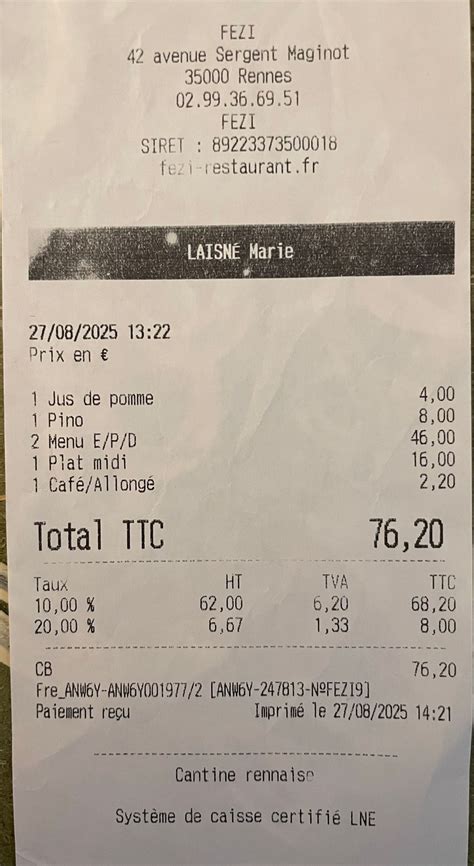 FEZI
42 avenue Sergent Maginot
35000 Rennes
02.99.36.69.51
FEZI
SIRET : 89223373500018
fezi-restaurant.fr
LAISNÉ Marie
27/08/2025 13:22
Prix en €
1 Jus de pomme 4,00
1 Pino 8,00
2 Menu E/P/D 46,00
1 Plat midi 16,00
1 Café/Allongé 2,20
Total TTC 76,20
Taux HT TVA TTC
10,00 % 62,00 6,20 68,20
20,00 % 6,67 1,33 8,00
CB 76,20
Fre_ANW6Y-ANW6Y001977/2 [ANW6Y-247813-NºFEZI9]
Paiement reçu Imprimé le 27/08/2025 14:21
Cantine rennaise
Système de caisse certifié LNE